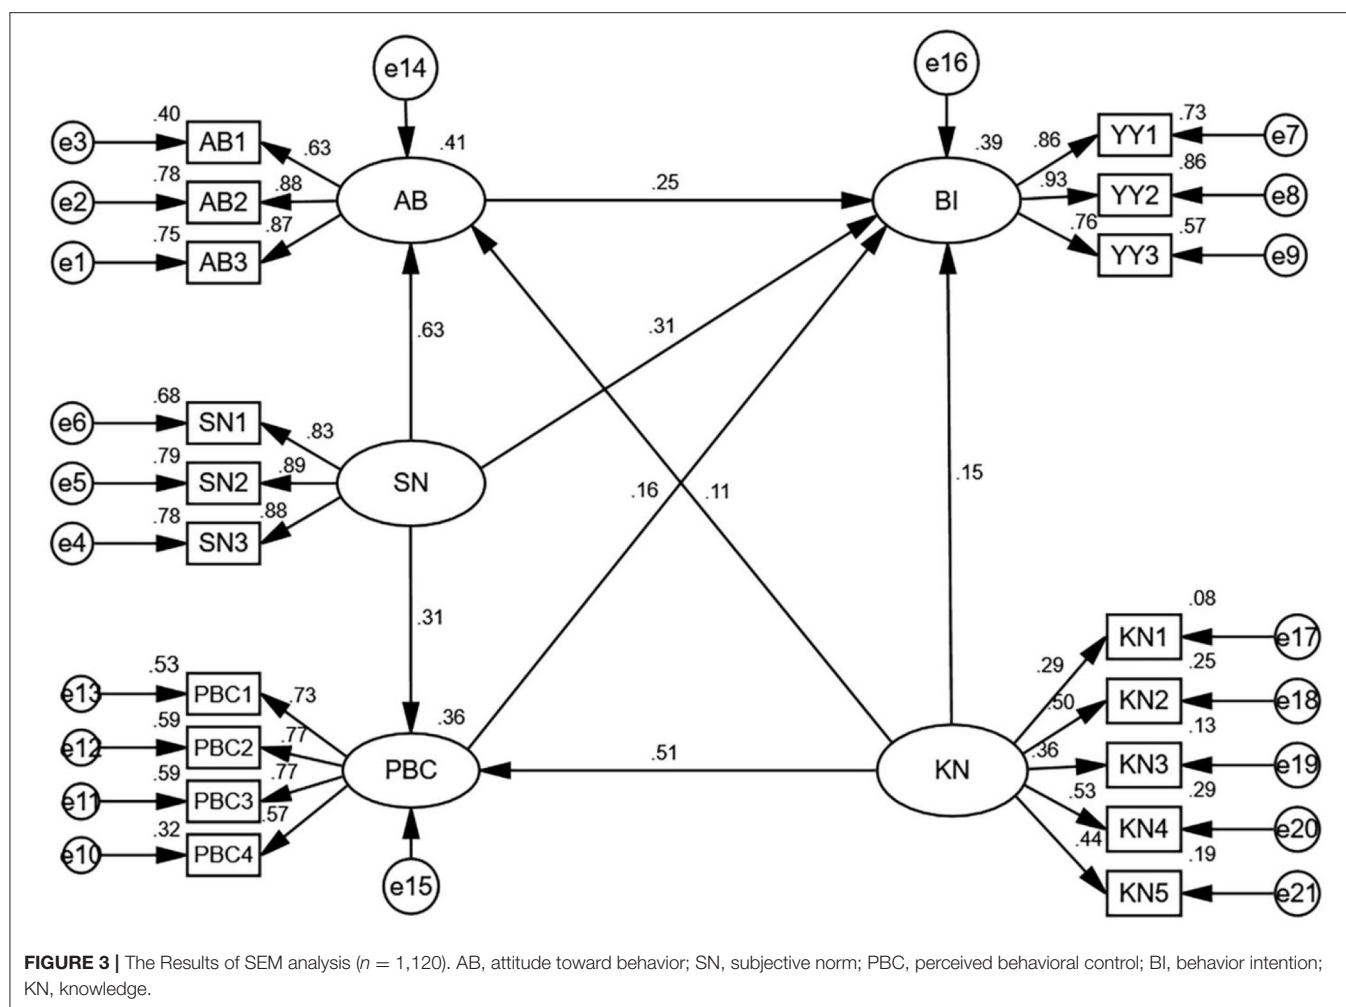 e14
e16
.40
.41
.39
.73
e3
AB1
.63
.86
YY1
e7
.78
.86
e2
AB2
.88
AB
.25
BI
.93
YY2
e8
.75
.87
.76
.57
e1
AB3
YY3
e9
.63
.31
.68
e6
SN1
.83
.79
e5
SN2
.89
SN
.15
.78
.88
.16
.11
e4
SN3
.31
.08
KN1
e17
.53
.29
.25
e13
PBC1
.73
.50
KN2
e18
.59
.36
.13
e12
PBC2
.77
.51
.36
KN3
e19
.59
.77
PBC
KN
.53
.29
e11
PBC3
.57
KN4
e20
.32
.44
.19
e10
PBC4
e15
KN5
e21
FIGURE 3 | The Results of SEM analysis (n = 1,120). AB, attitude toward behavior; SN, subjective norm; PBC, perceived behavioral control; BI, behavior intention;
KN, knowledge.